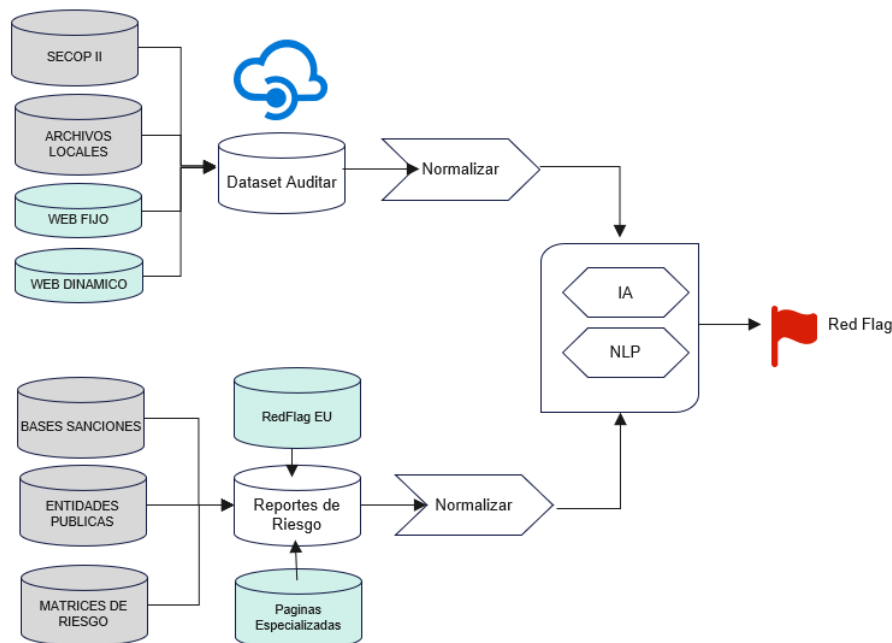 SECOP II
ARCHIVOS
LOCALES
WEB FIJO
WEB DINAMICO
Dataset Auditar
Normalizar
IA
NLP
Red Flag
BASES SANCIONES
ENTIDADES
PUBLICAS
MATRICES DE
RIESGO
RedFlag EU
Reportes de
Riesgo
Paginas
Especializadas
Normalizar